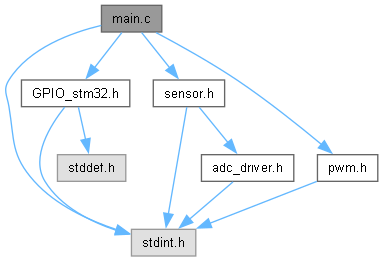 main.c
GPIO_stm32.h
sensor.h
stddef.h
adc_driver.h
pwm.h
stdint.h